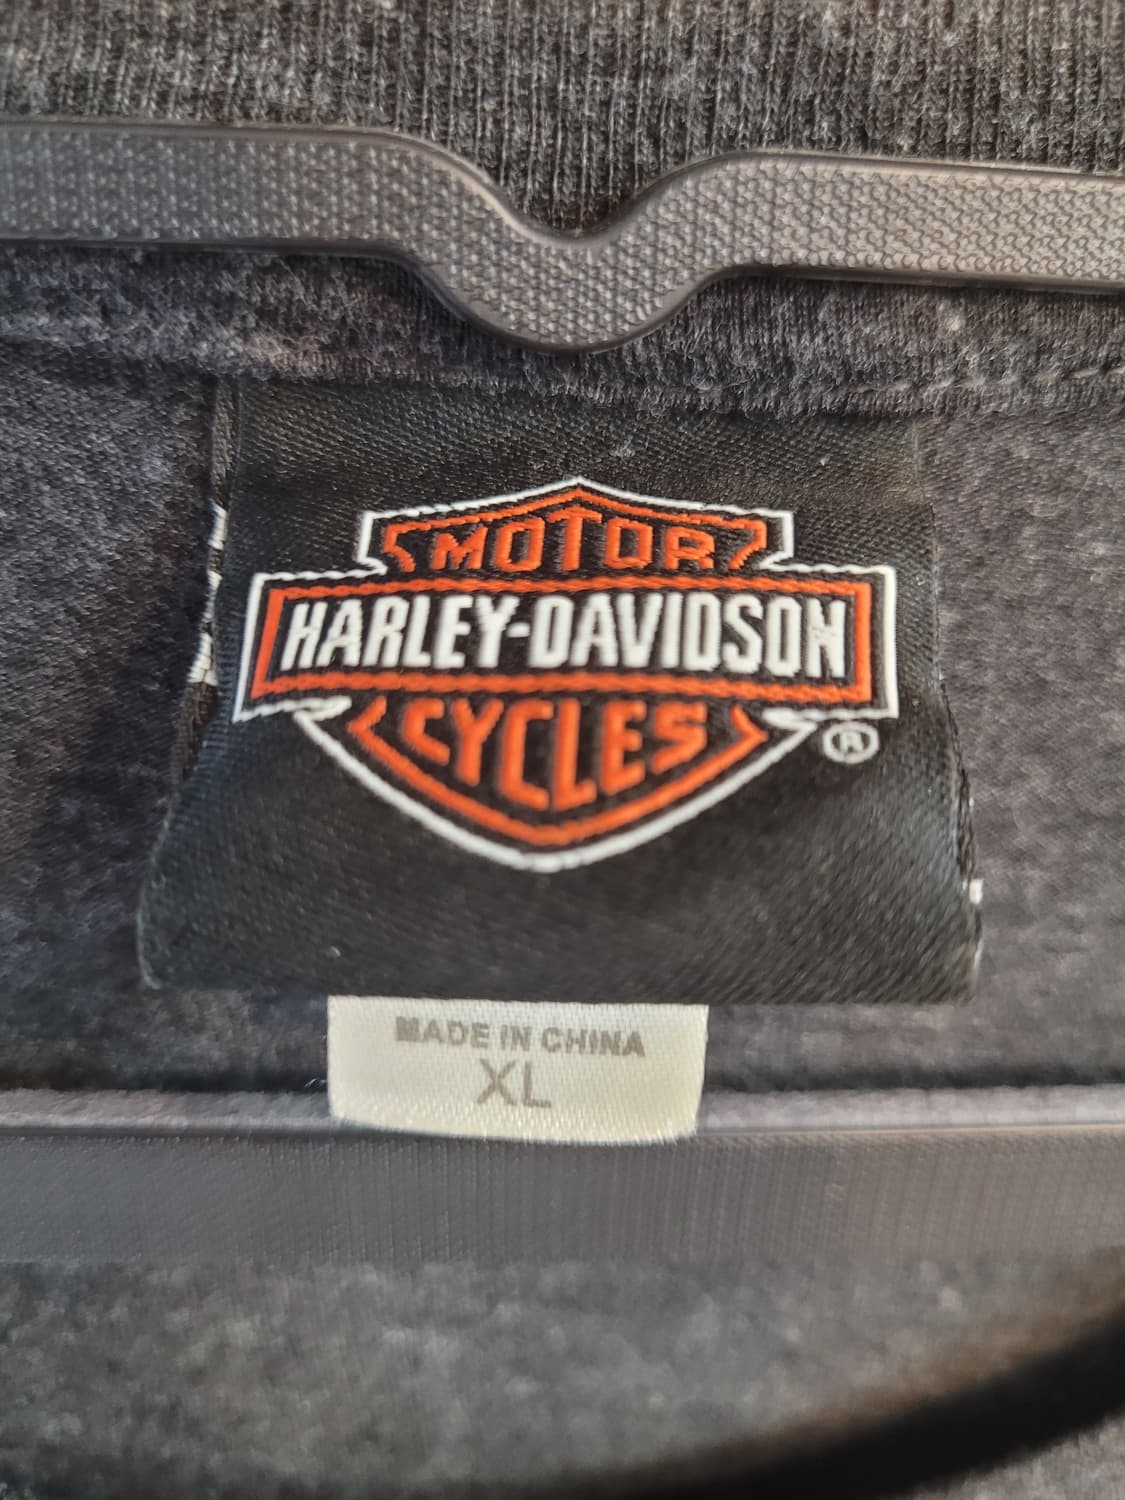 MOTOR
HARLEY-DAVIDSON
CYCLES
®
MADE IN CHINA
XL